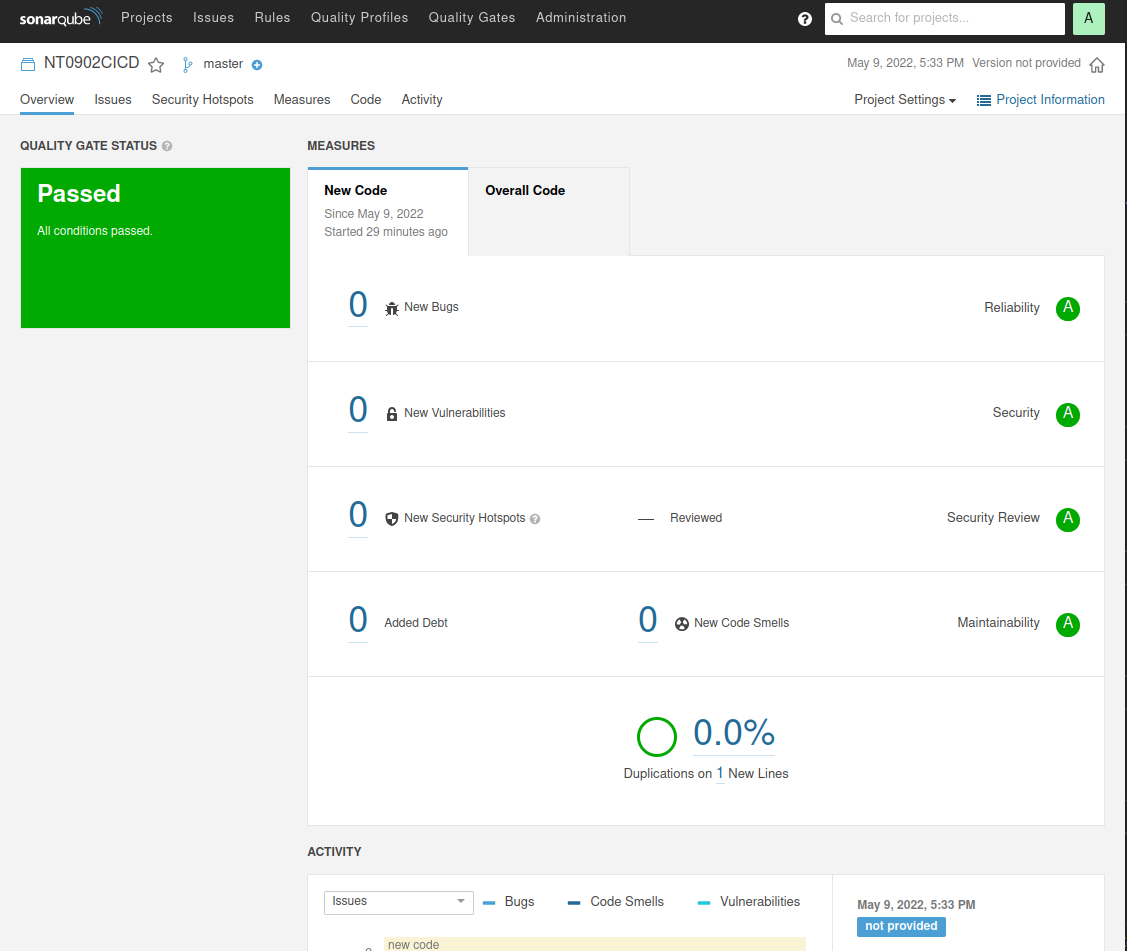 sonarqube Projects Issues Rules Quality Profiles Quality Gates Administration ? Search for projects... A
NT0902CICD master May 9, 2022, 5:33 PM Version not provided
Overview Issues Security Hotspots Measures Code Activity Project Settings Project Information
QUALITY GATE STATUS ?
Passed
All conditions passed.
MEASURES
New Code
Since May 9, 2022
Started 29 minutes ago
Overall Code
0 New Bugs Reliability A
0 New Vulnerabilities Security A
0 New Security Hotspots ? — Reviewed Security Review A
0 Added Debt 0 New Code Smells Maintainability A
0.0%
Duplications on 1 New Lines
ACTIVITY
Issues Bugs Code Smells Vulnerabilities
new code
May 9, 2022, 5:33 PM
not provided